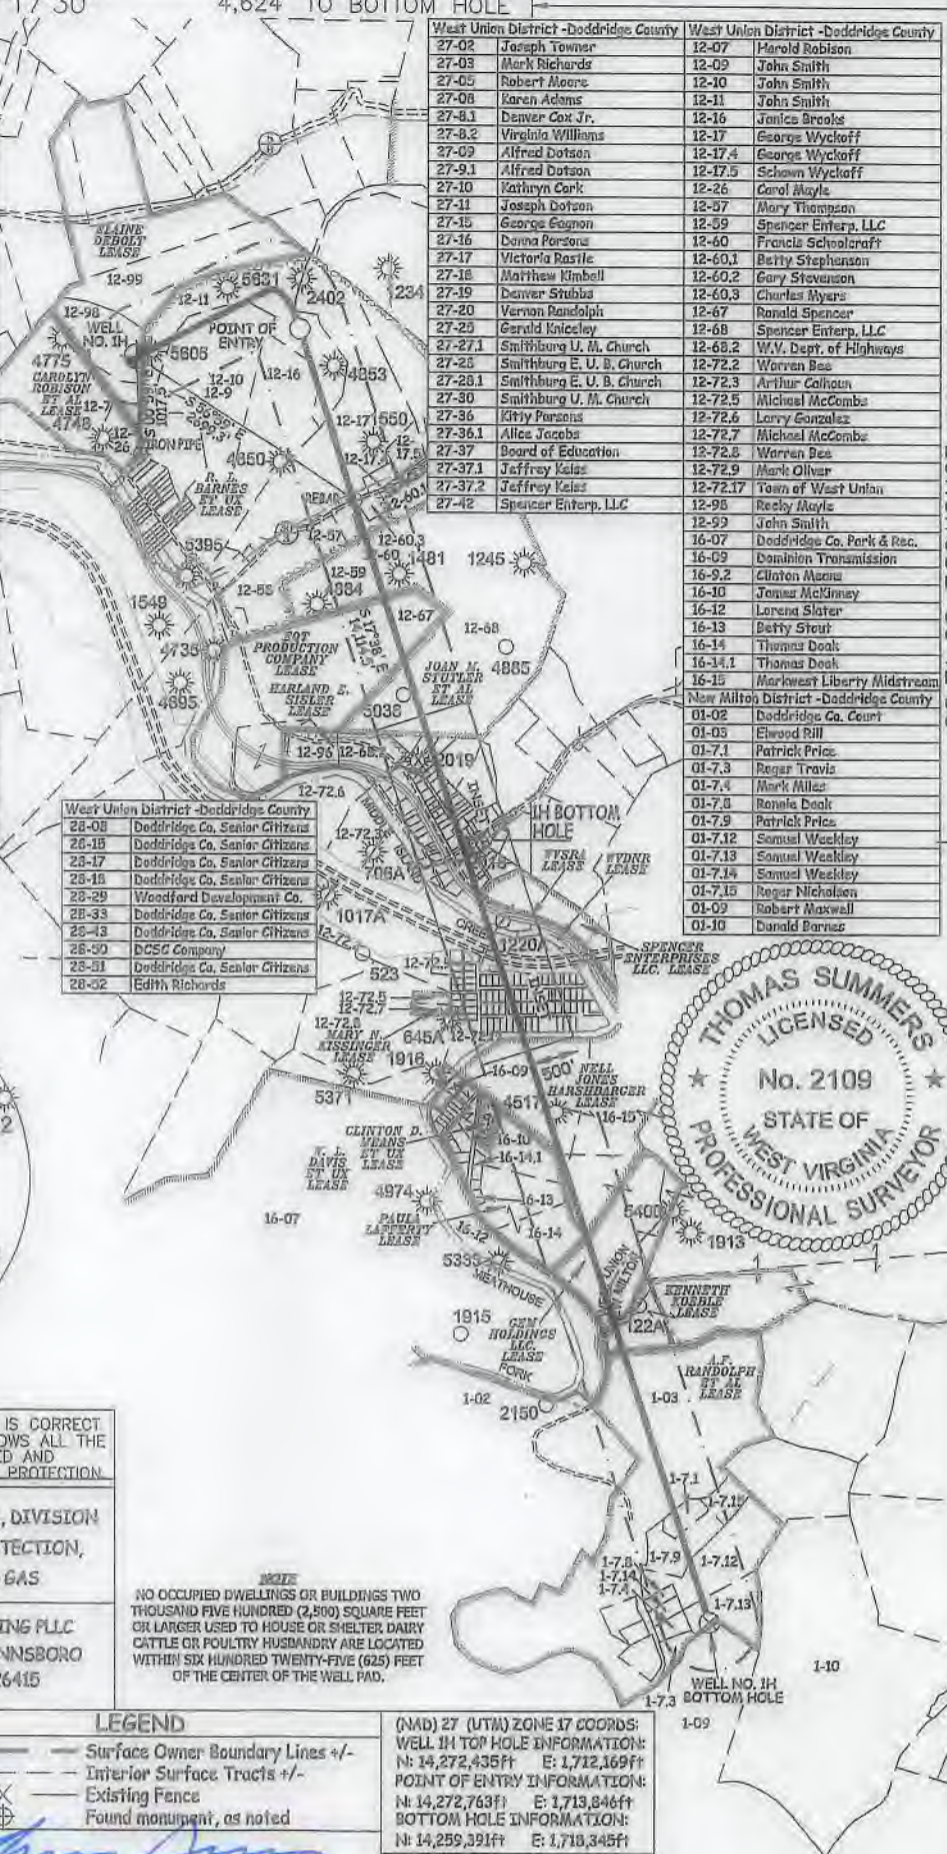 4,624' TO BOTTOM HOLE
West Union District -Doddridge County
27-02 Joseph Towner
27-03 Mark Richards
27-05 Robert Moore
27-08 Karen Adams
27-8.1 Denver Cox Jr.
27-8.2 Virginia Williams
27-09 Alfred Dotson
27-9.1 Alfred Dotson
27-10 Kathryn Cork
27-11 Joseph Dotson
27-15 George Gagnon
27-16 Danna Parsons
27-17 Victoria Rastle
27-18 Matthew Kimball
27-19 Denver Stubbs
27-20 Vernon Randolph
27-25 Gerald Kniceley
27-27.1 Smithburg U. M. Church
27-28 Smithburg E. U. B. Church
27-28.1 Smithburg E. U. B. Church
27-30 Smithburg U. M. Church
27-36 Kitty Parsons
27-36.1 Alice Jacobs
27-37 Board of Education
27-37.1 Jeffrey Keiss
27-37.2 Jeffrey Keiss
27-42 Spencer Enterp. LLC
West Union District -Doddridge County
12-07 Harold Robison
12-09 John Smith
12-10 John Smith
12-11 John Smith
12-16 Janice Brooks
12-17 George Wyckoff
12-17.4 George Wyckoff
12-17.5 Schawn Wyckoff
12-26 Carol Mayle
12-57 Mary Thompson
12-59 Spencer Enterp. LLC
12-60 Francis Schoolcraft
12-60.1 Betty Stephenson
12-60.2 Gary Stevenson
12-60.3 Charles Myers
12-67 Ronald Spencer
12-68 Spencer Enterp. LLC
12-68.2 W.V. Dept. of Highways
12-72.2 Warren Bee
12-72.3 Arthur Calhoun
12-72.5 Michael McCombs
12-72.6 Larry Gonzalez
12-72.7 Michael McCombs
12-72.8 Warren Bee
12-72.9 Mark Oliver
12-72.17 Town of West Union
12-98 Rocky Mayle
12-99 John Smith
16-07 Doddridge Co. Park & Rec.
16-09 Dominion Transmission
16-9.2 Clinton Means
16-10 James McKinney
16-12 Lorena Slater
16-13 Betty Stout
16-14 Thomas Doak
16-14.1 Thomas Doak
16-15 Markwest Liberty Midstream
New Milton District -Doddridge County
01-02 Doddridge Co. Court
01-03 Elwood Rill
01-7.1 Patrick Price
01-7.3 Roger Travis
01-7.4 Mark Miles
01-7.8 Ronnie Doak
01-7.9 Patrick Price
01-7.12 Samuel Weekley
01-7.13 Samuel Weekley
01-7.14 Samuel Weekley
01-7.15 Roger Nicholson
01-09 Robert Maxwell
01-10 Donald Barnes
BLAINE
DEBOLT
LEASE
12-99
12-11
5631
2402
1234
12-98
WELL
NO. 1H
POINT OF
ENTRY
4775
5605
CAROLYN
ROBISON
ET AL
LEASE
12-7
4748
12-26
12-10
12-9
12-16
4853
IRON PIPE
12-17
1550
4850
R. L.
BARNES
ET UX
LEASE
REBAR
12-60.1
5395
12-57
12-60.3
12-60
1481
1245
12-58
12-59
4884
1549
12-67
12-68
4736
EQT
PRODUCTION
COMPANY
LEASE
S 17°38' E
14,114.5'
4885
4895
HARLAND E.
SISLER
LEASE
JOAN M.
STUTLER
ET AL
LEASE
5038
12-96
2019
12-72.6
INSET
1H BOTTOM
HOLE
12-72.3
706A
WVSRA
LEASE
WVDNR
LEASE
West Union District -Doddridge County
28-08 Doddridge Co. Senior Citizens
28-15 Doddridge Co. Senior Citizens
28-17 Doddridge Co. Senior Citizens
28-18 Doddridge Co. Senior Citizens
28-29 Woodford Development Co.
28-33 Doddridge Co. Senior Citizens
28-43 Doddridge Co. Senior Citizens
28-50 DCSC Company
28-51 Doddridge Co. Senior Citizens
28-52 Edith Richards
1017A
CREEK
1220A
SPENCER
ENTERPRISES
LLC. LEASE
523
12-72.5
12-72.7
12-72.8
MARY N.
KISSINGER
LEASE
645A
1916
5371
16-09
500'
NELL
JONES
HARSHBARGER
LEASE
4517
16-15
CLINTON D.
MEANS
ET UX
LEASE
16-10
16-14.1
DAVIS
ET UX
LEASE
4974
PAULA
LAFFERTY
LEASE
16-13
16-14
16-12
16-07
5400
1913
5333
MEATHOUSE
FORK
UNION
NEW MILTON
KENNETH
KOEBLE
LEASE
122A
1915
GEM
HOLDINGS
LLC.
LEASE
A.F.
RANDOLPH
ET AL
LEASE
1-02
2150
1-03
1-7.1
1-7.15
1-7.8
1-7.14
1-7.4
1-7.9
1-7.12
1-7.13
1-7.3
WELL NO. 1H
BOTTOM HOLE
1-10
1-09
THOMAS SUMMERS
LICENSED
No. 2109
STATE OF
WEST VIRGINIA
PROFESSIONAL SURVEYOR
IS CORRECT
OWS ALL THE
ED AND
PROTECTION
, DIVISION
TECTION,
GAS
ING PLLC
NNSBORO
26415
NOTE
NO OCCUPIED DWELLINGS OR BUILDINGS TWO
THOUSAND FIVE HUNDRED (2,500) SQUARE FEET
OR LARGER USED TO HOUSE OR SHELTER DAIRY
CATTLE OR POULTRY HUSBANDRY ARE LOCATED
WITHIN SIX HUNDRED TWENTY-FIVE (625) FEET
OF THE CENTER OF THE WELL PAD.
LEGEND
Surface Owner Boundary Lines +/-
Interior Surface Tracts +/-
Existing Fence
Found monument, as noted
(NAD) 27 (UTM) ZONE 17 COORDS:
WELL 1H TOP HOLE INFORMATION:
N: 14,272,435ft E: 1,712,169ft
POINT OF ENTRY INFORMATION:
N: 14,272,763ft E: 1,713,846ft
BOTTOM HOLE INFORMATION:
N: 14,259,391ft E: 1,718,345ft